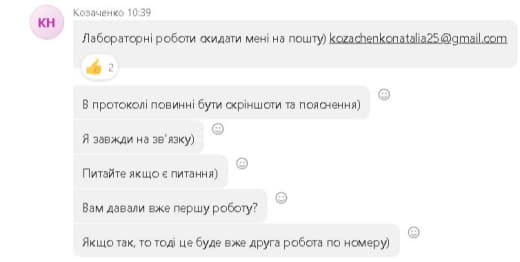 Козаченко 10:39
КН
Лабораторні роботи скидати мені на пошту) kozachenkonatalia25@gmail.com
👍 2
В протоколі повинні бути скріншоти та пояснення)
Я завжди на зв'язку)
Питайте якщо є питання)
Вам давали вже першу роботу?
Якщо так, то тоді це буде вже друга робота по номеру)